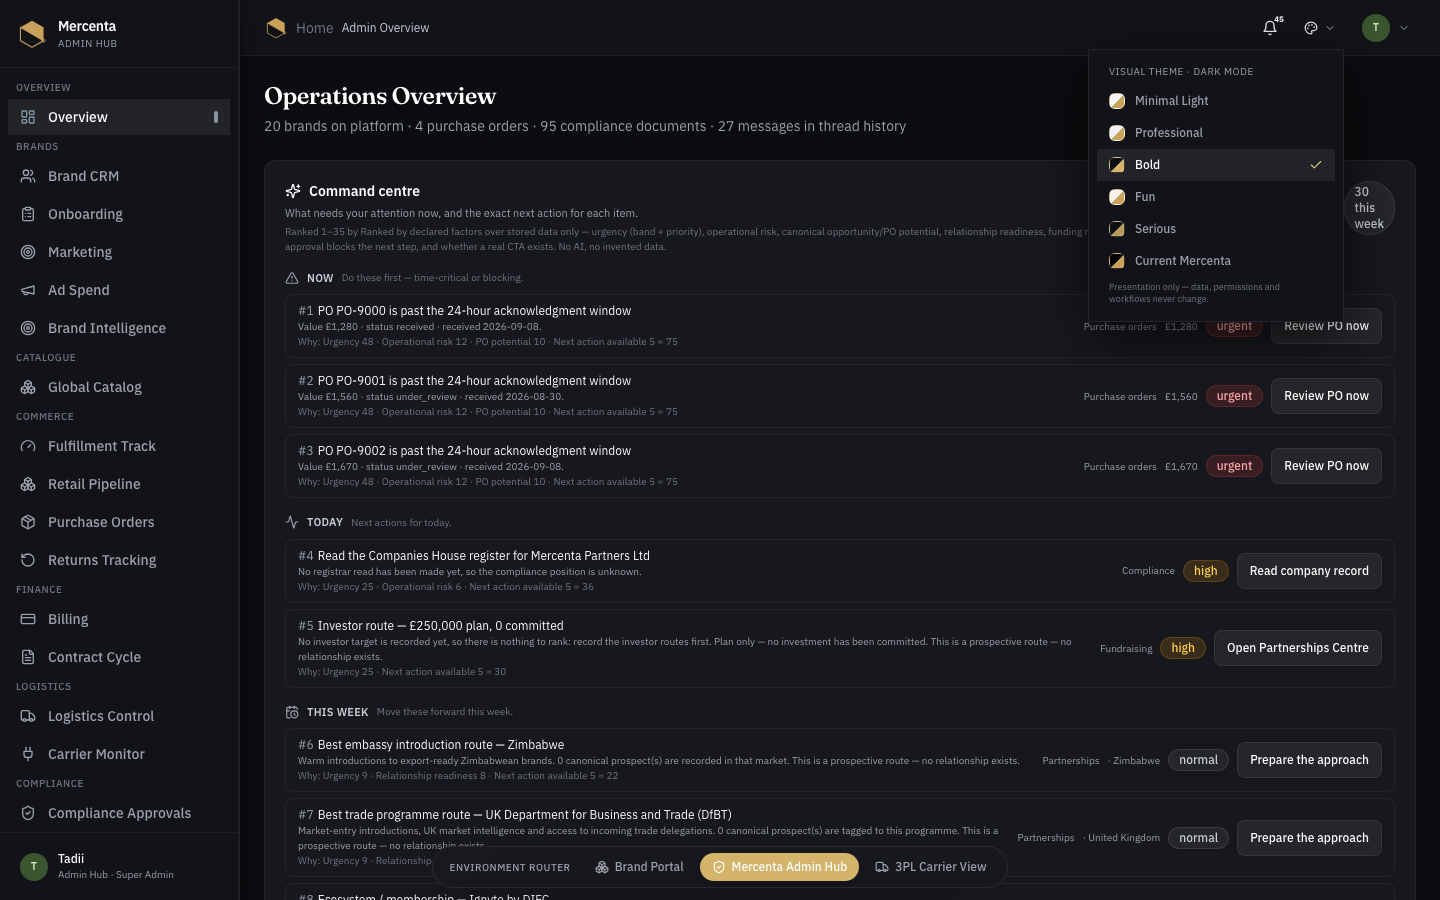 Mercenta
ADMIN HUB
OVERVIEW
Overview
BRANDS
Brand CRM
Onboarding
Marketing
Ad Spend
Brand Intelligence
CATALOGUE
Global Catalog
COMMERCE
Fulfillment Track
Retail Pipeline
Purchase Orders
Returns Tracking
FINANCE
Billing
Contract Cycle
LOGISTICS
Logistics Control
Carrier Monitor
COMPLIANCE
Compliance Approvals
T
Tadii
Admin Hub · Super Admin
Home Admin Overview
45
T
VISUAL THEME · DARK MODE
Minimal Light
Professional
Bold
Fun
Serious
Current Mercenta
Presentation only — data, permissions and
workflows never change.
Operations Overview
20 brands on platform · 4 purchase orders · 95 compliance documents · 27 messages in thread history
Command centre
What needs your attention now, and the exact next action for each item.
Ranked 1–35 by Ranked by declared factors over stored data only — urgency (band + priority), operational risk, canonical opportunity/PO potential, relationship readiness, funding
approval blocks the next step, and whether a real CTA exists. No AI, no invented data.
30
this
week
NOW Do these first — time-critical or blocking.
#1 PO PO-9000 is past the 24-hour acknowledgment window
Value £1,280 · status received · received 2026-09-08.
Why: Urgency 48 · Operational risk 12 · PO potential 10 · Next action available 5 = 75
Purchase orders £1,280 urgent Review PO now
#2 PO PO-9001 is past the 24-hour acknowledgment window
Value £1,560 · status under_review · received 2026-08-30.
Why: Urgency 48 · Operational risk 12 · PO potential 10 · Next action available 5 = 75
Purchase orders £1,560 urgent Review PO now
#3 PO PO-9002 is past the 24-hour acknowledgment window
Value £1,670 · status under_review · received 2026-09-08.
Why: Urgency 48 · Operational risk 12 · PO potential 10 · Next action available 5 = 75
Purchase orders £1,670 urgent Review PO now
TODAY Next actions for today.
#4 Read the Companies House register for Mercenta Partners Ltd
No registrar read has been made yet, so the compliance position is unknown.
Why: Urgency 25 · Operational risk 6 · Next action available 5 = 36
Compliance high Read company record
#5 Investor route — £250,000 plan, 0 committed
No investor target is recorded yet, so there is nothing to rank: record the investor routes first. Plan only — no investment has been committed. This is a prospective route — no
relationship exists.
Why: Urgency 25 · Next action available 5 = 30
Fundraising high Open Partnerships Centre
THIS WEEK Move these forward this week.
#6 Best embassy introduction route — Zimbabwe
Warm introductions to export-ready Zimbabwean brands. 0 canonical prospect(s) are recorded in that market. This is a prospective route — no relationship exists.
Why: Urgency 9 · Relationship readiness 8 · Next action available 5 = 22
Partnerships · Zimbabwe normal Prepare the approach
#7 Best trade programme route — UK Department for Business and Trade (DfBT)
Market-entry introductions, UK market intelligence and access to incoming trade delegations. 0 canonical prospect(s) are tagged to this programme. This is a
prospective route — no relationship exists.
Why: Urgency 9 · Relationship
Partnerships · United Kingdom normal Prepare the approach
#8 Ecosystem / membership — Ignyte by DIFC
ENVIRONMENT ROUTER Brand Portal Mercenta Admin Hub 3PL Carrier View